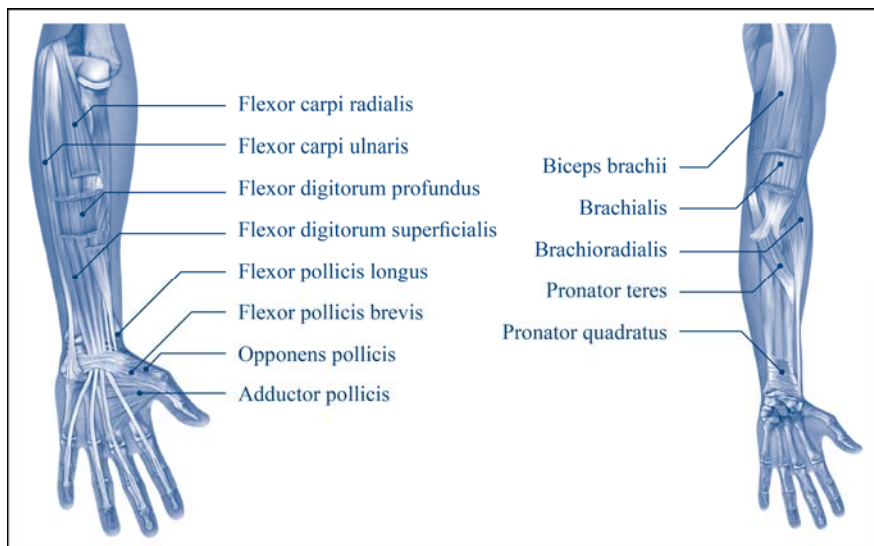 Flexor carpi radialis
Flexor carpi ulnaris
Flexor digitorum profundus
Flexor digitorum superficialis
Flexor pollicis longus
Flexor pollicis brevis
Opponens pollicis
Adductor pollicis
Biceps brachii
Brachialis
Brachioradialis
Pronator teres
Pronator quadratus